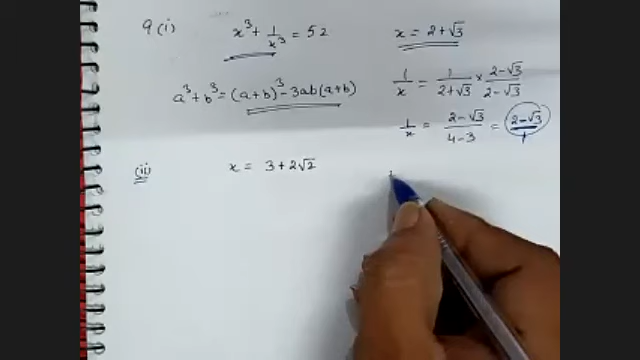 9(i) x³ + 1/x³ = 52 x = 2+√3
a³+b³ = (a+b)³ - 3ab(a+b) 1/x = 1/2+√3 × 2-√3/2-√3
1/x = 2-√3/4-3 = 2-√3/1
(ii) x = 3+2√2